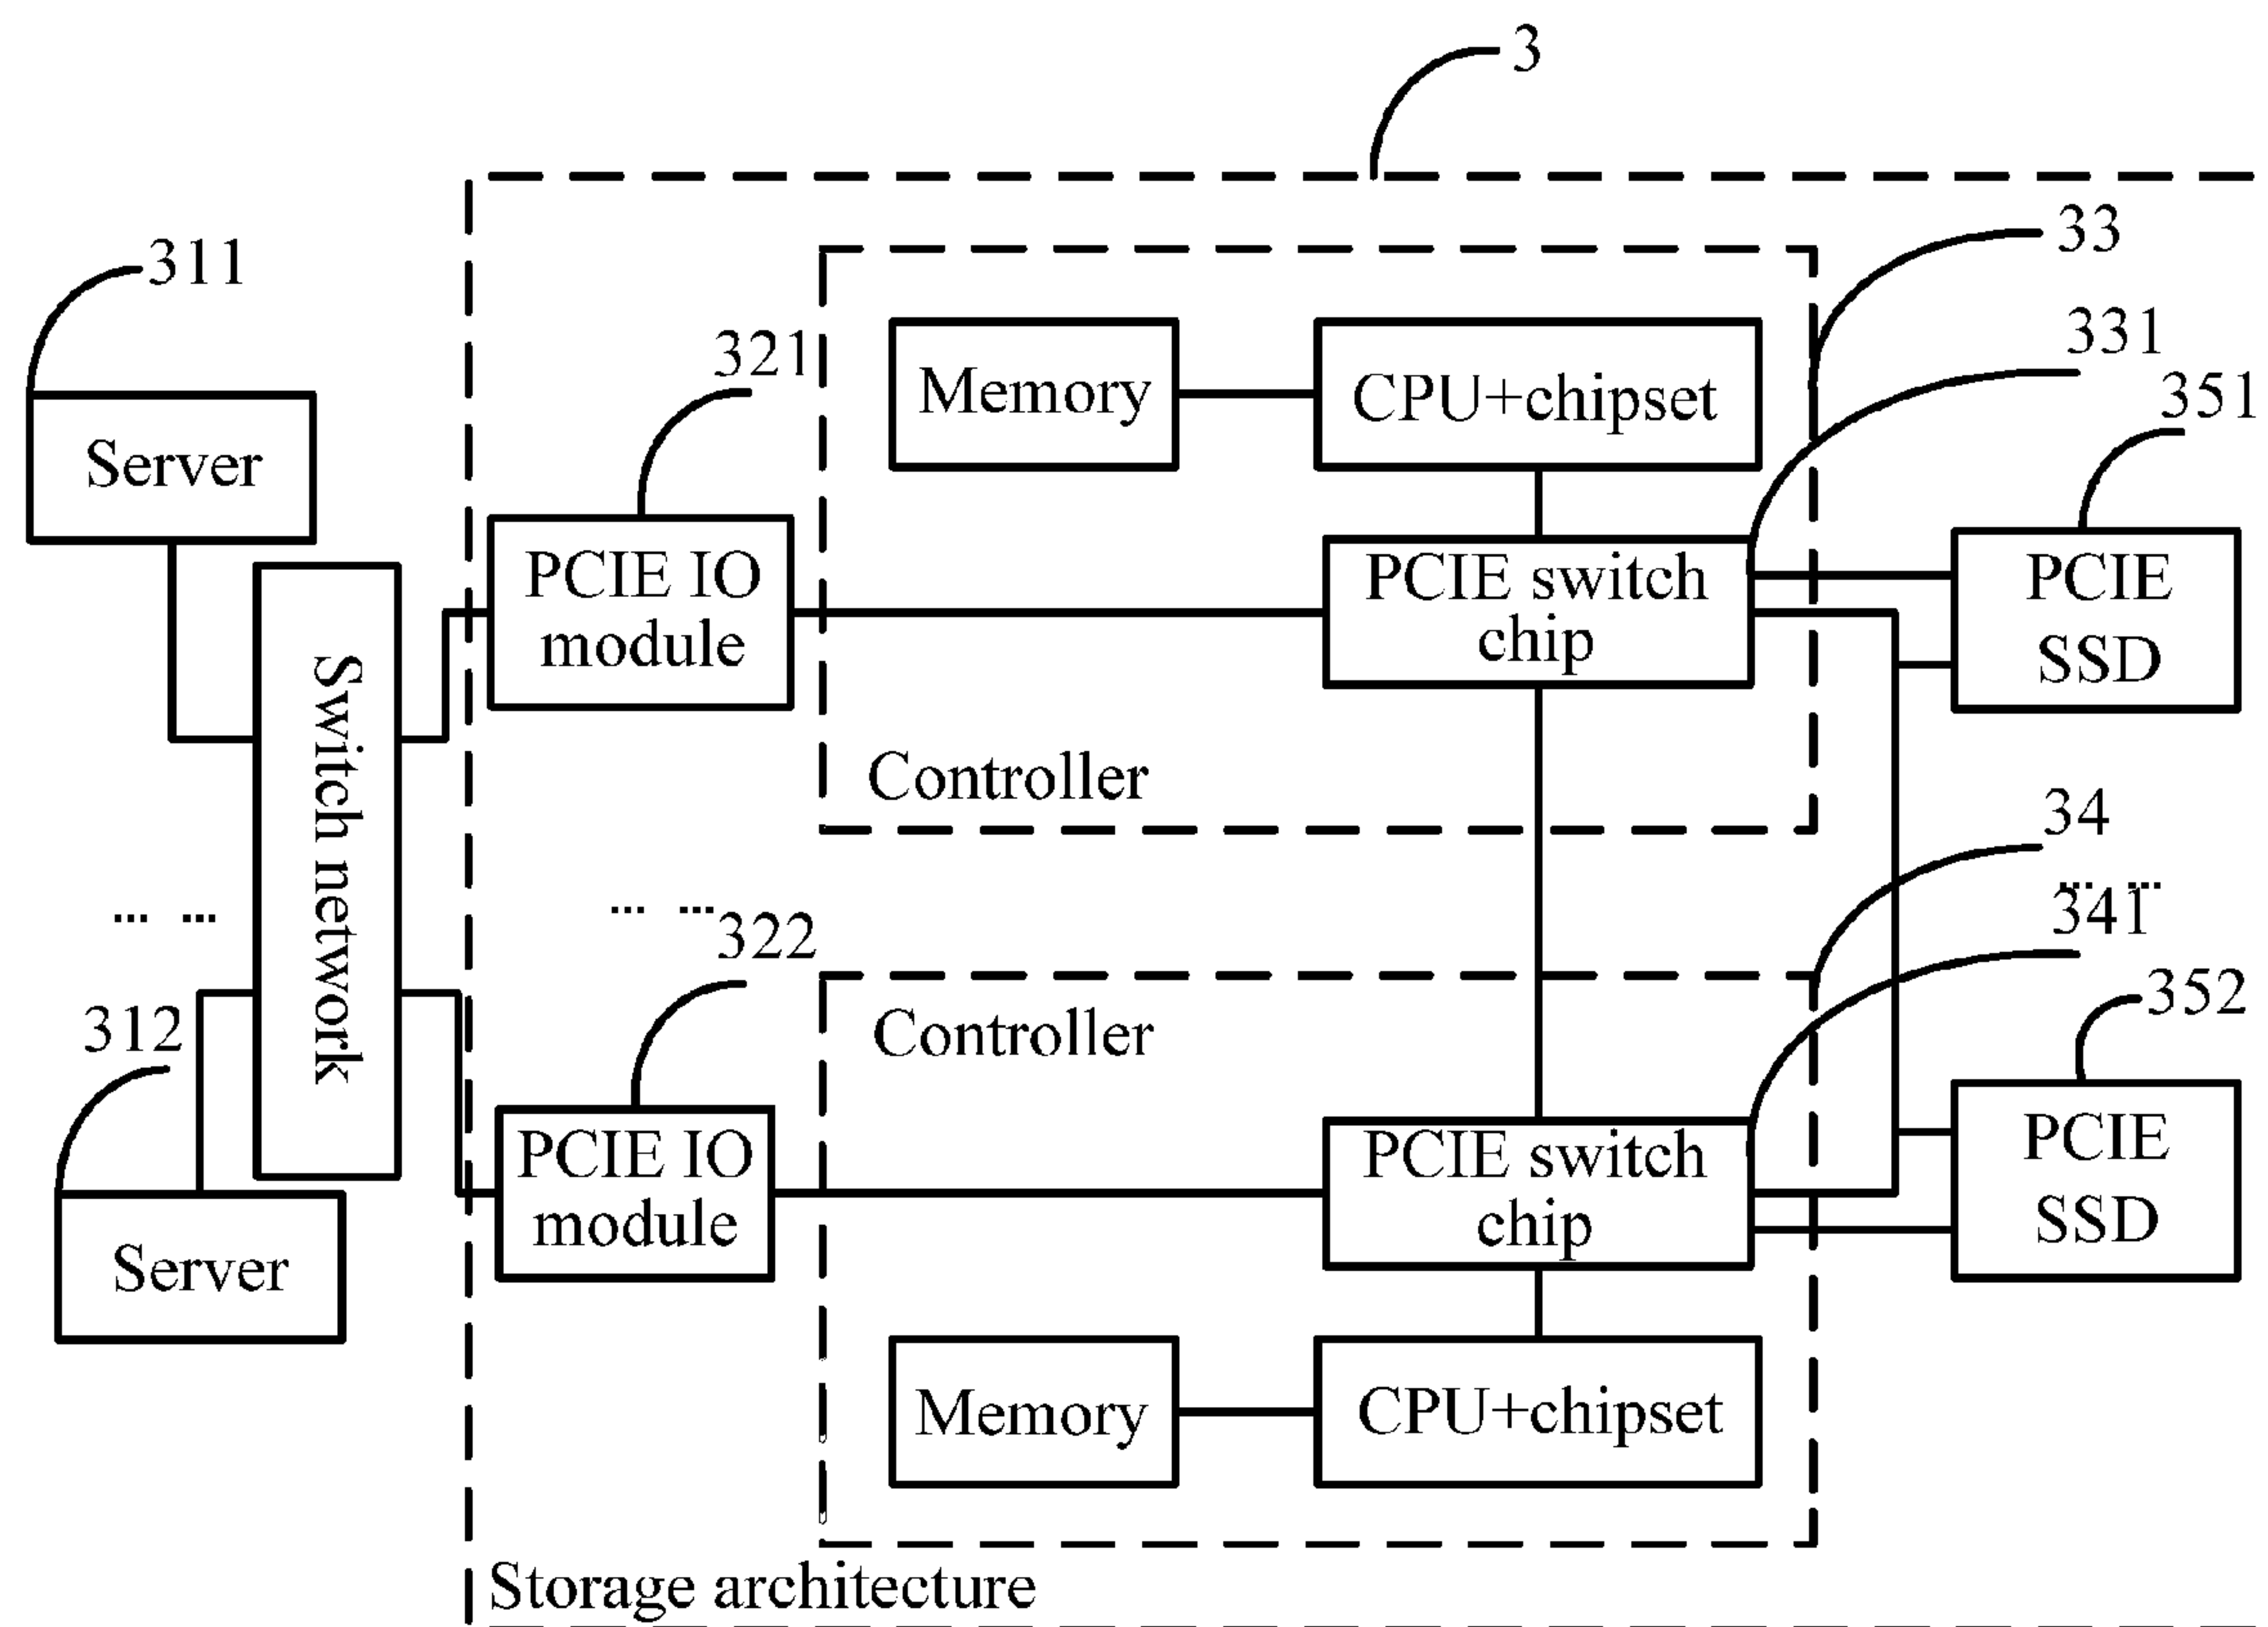 3
33
311
331
321
351
Memory
CPU+chipset
Server
PCIE IO
module
PCIE switch
chip
PCIE
SSD
Switch network
Controller
34
... ...
... ...
... ...
341
322
352
312
Controller
PCIE IO
module
PCIE switch
chip
PCIE
SSD
Server
Memory
CPU+chipset
Storage architecture